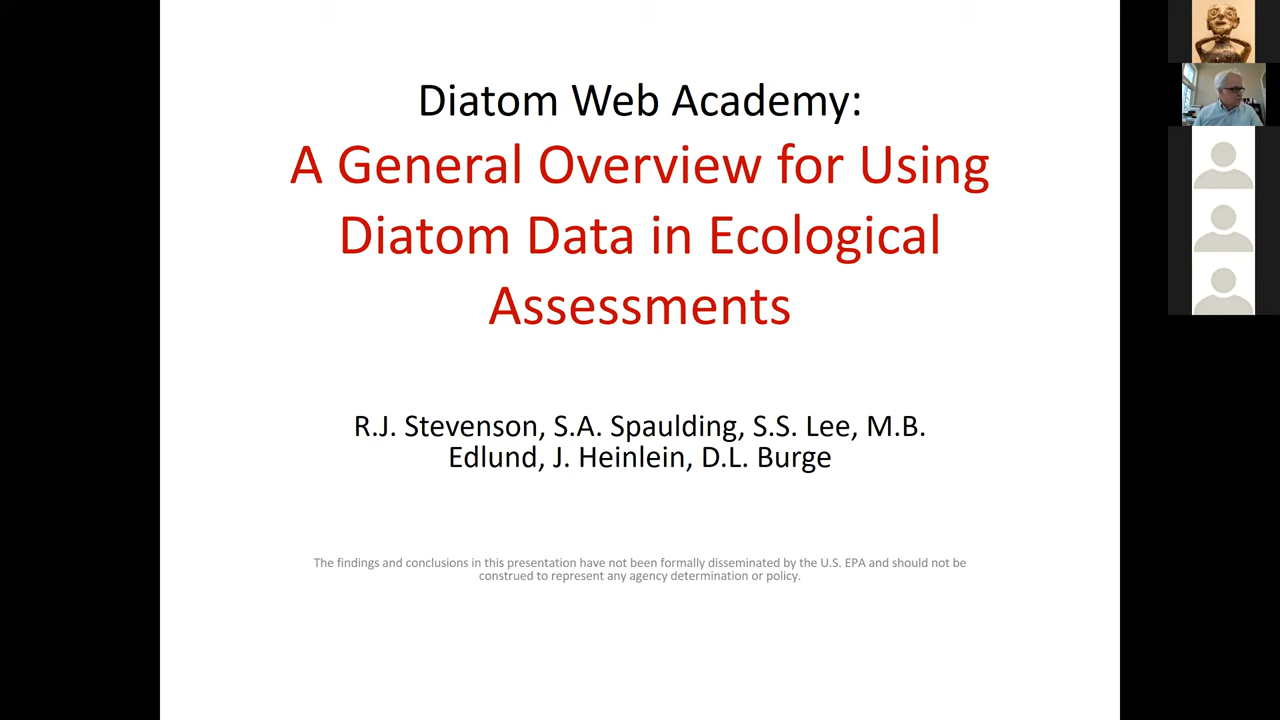 Diatom Web Academy:
A General Overview for Using
Diatom Data in Ecological
Assessments
R.J. Stevenson, S.A. Spaulding, S.S. Lee, M.B.
Edlund, J. Heinlein, D.L. Burge
The findings and conclusions in this presentation have not been formally disseminated by the U.S. EPA and should not be
construed to represent any agency determination or policy.